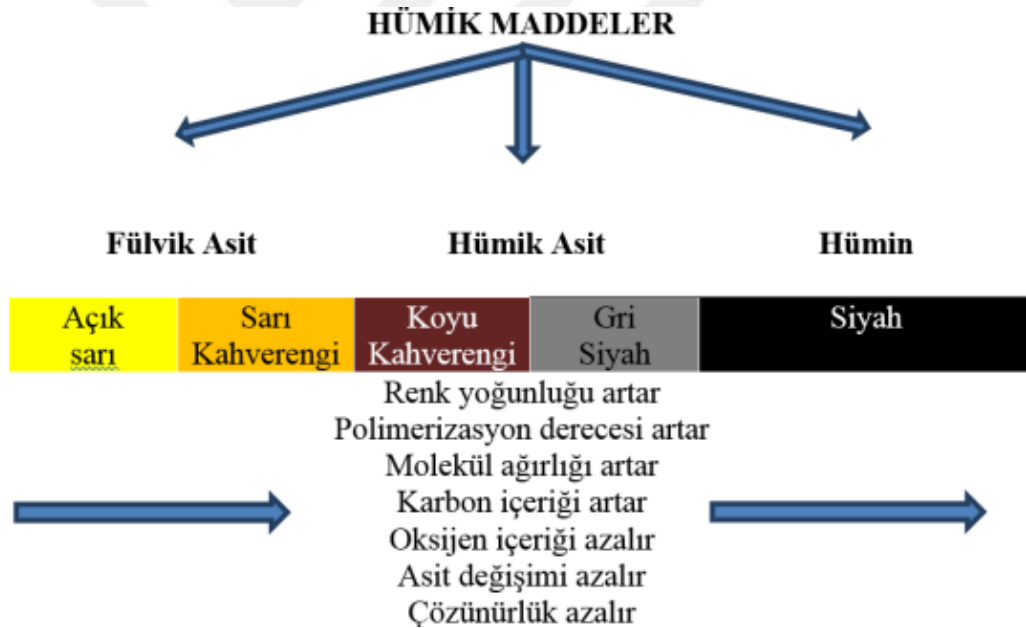 HÜMİK MADDELER
Fülvik Asit
Hümik Asit
Hümin
Açık
sarı
Sarı
Kahverengi
Koyu
Kahverengi
Gri
Siyah
Siyah
Renk yoğunluğu artar
Polimerizasyon derecesi artar
Molekül ağırlığı artar
Karbon içeriği artar
Oksijen içeriği azalır
Asit değişimi azalır
Çözünürlük azalır